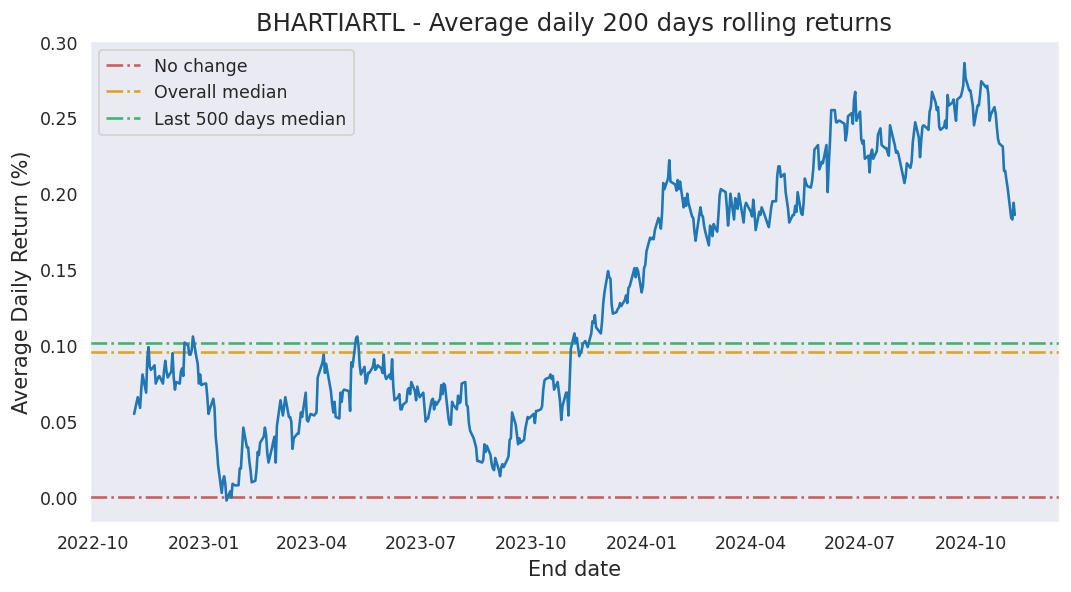 BHARTIARTL - Average daily 200 days rolling returns
No change
Overall median
Last 500 days median
Average Daily Return (%)
0.30
0.25
0.20
0.15
0.10
0.05
0.00
2022-10 2023-01 2023-04 2023-07 2023-10 2024-01 2024-04 2024-07 2024-10
End date